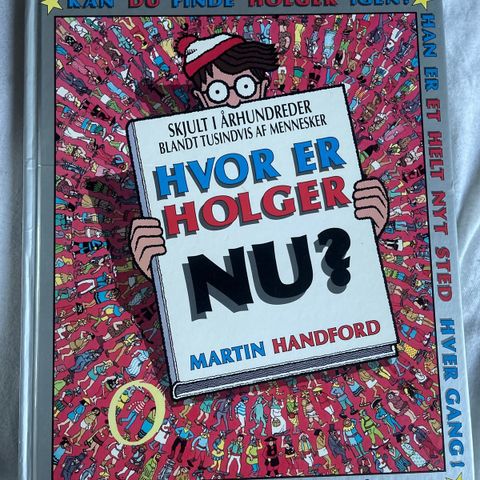 KAN DU FINDE HOLGER IGEN?
HAN ER ET HELT NYT STED HVER GANG!
SKJULT I ÅRHUNDREDER
BLANDT TUSINDVIS AF MENNESKER
HVOR ER
HOLGER
NU?
MARTIN HANDFORD